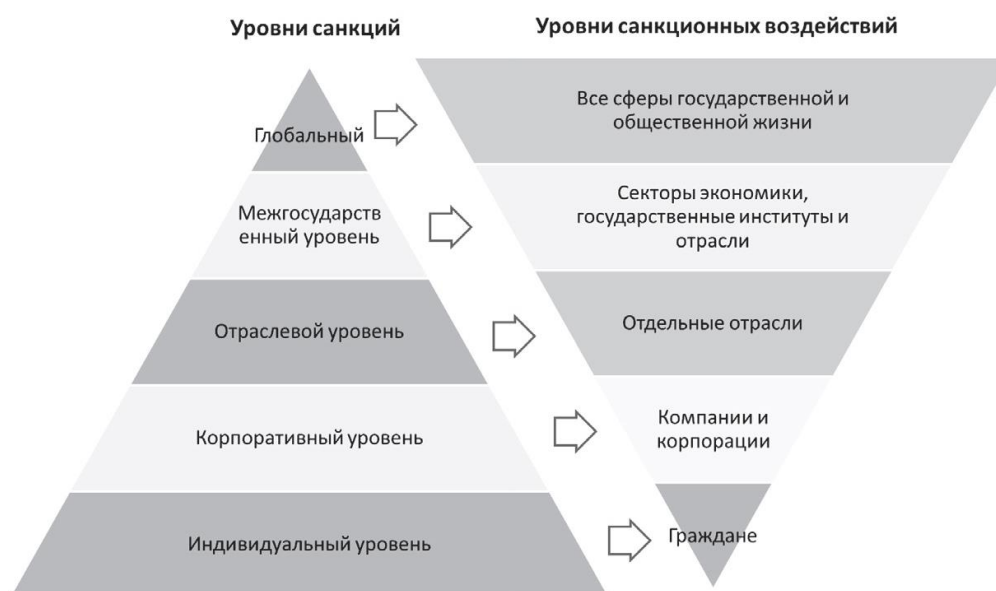 Уровни санкций
Уровни санкционных воздействий
Глобальный
Все сферы государственной и
общественной жизни
Межгосударств
енный уровень
Секторы экономики,
государственные институты и
отрасли
Отраслевой уровень
Отдельные отрасли
Корпоративный уровень
Компании и
корпорации
Индивидуальный уровень
Граждане